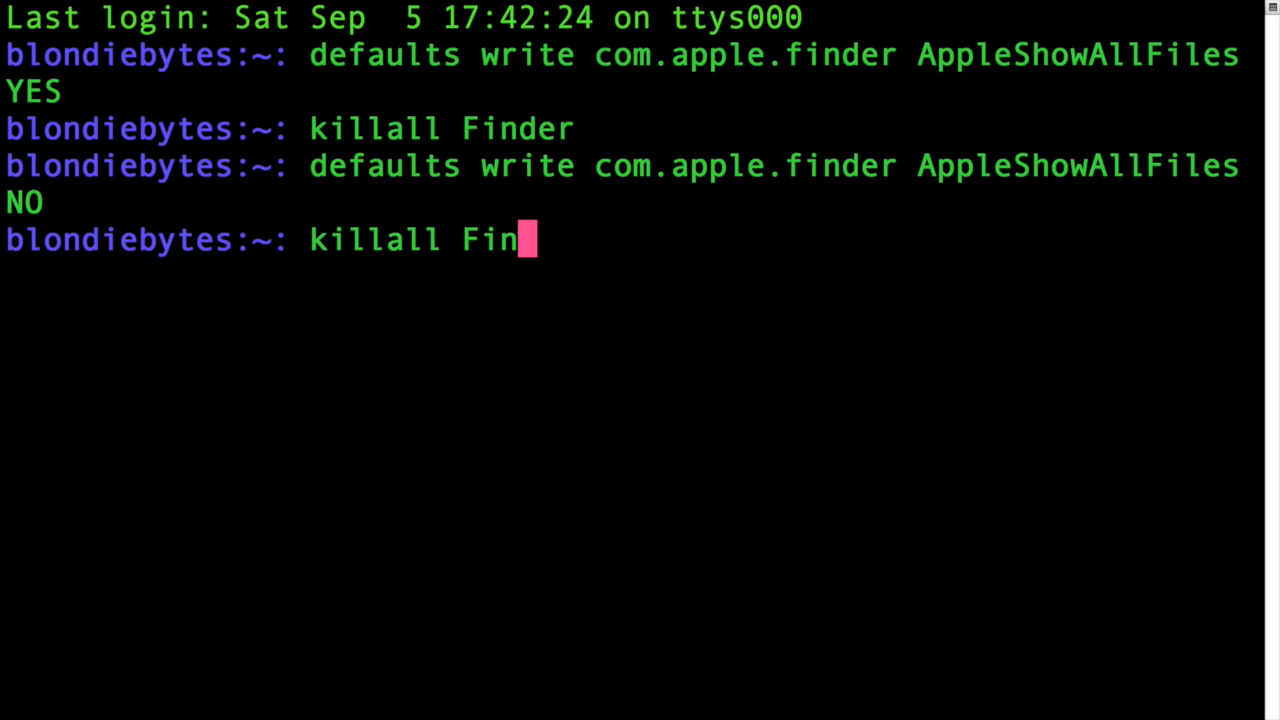 Last login: Sat Sep  5 17:42:24 on ttys000
blondiebytes:~: defaults write com.apple.finder AppleShowAllFiles
YES
blondiebytes:~: killall Finder
blondiebytes:~: defaults write com.apple.finder AppleShowAllFiles
NO
blondiebytes:~: killall Fin